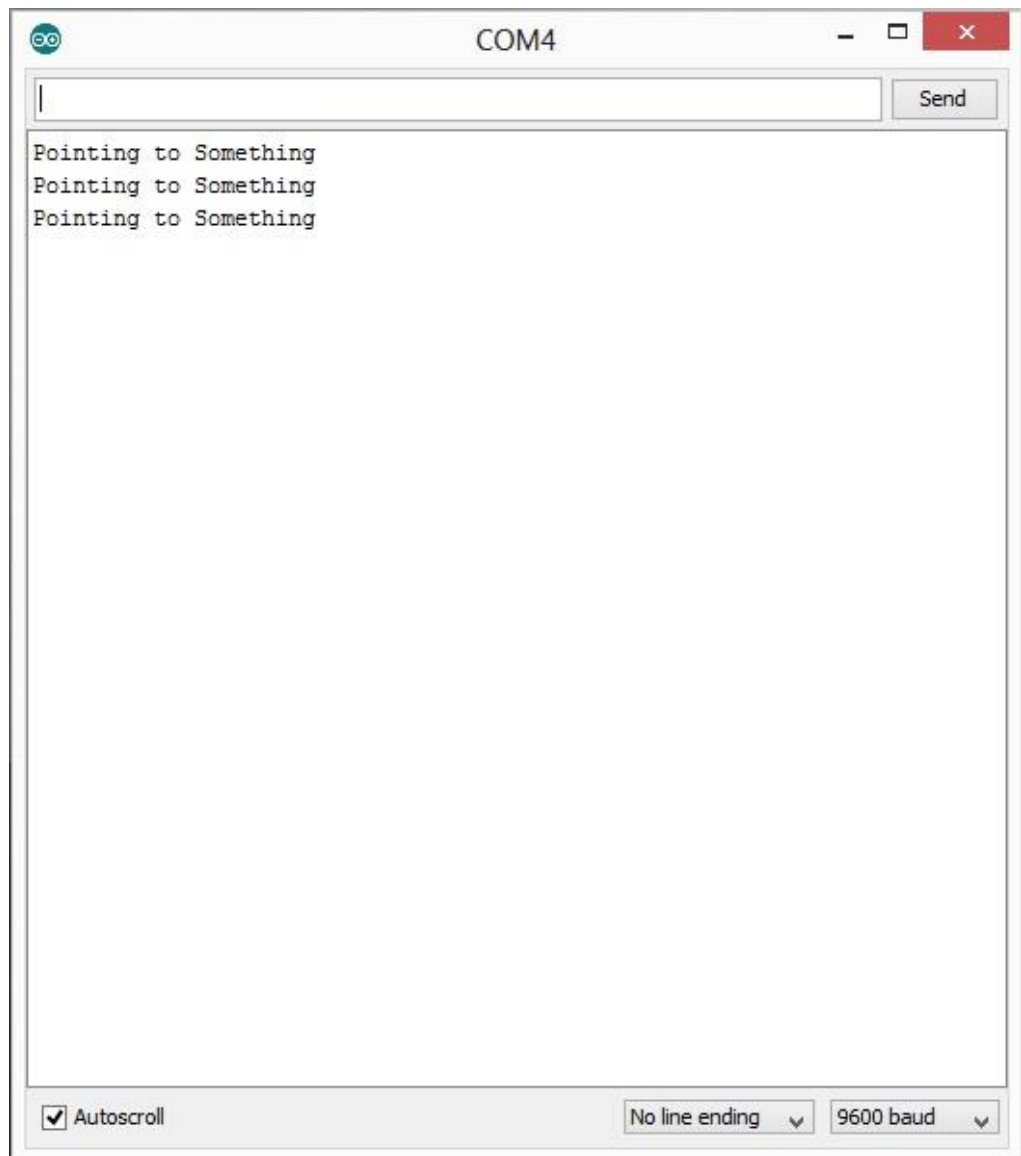 COM4
Send
Pointing to Something
Pointing to Something
Pointing to Something
Autoscroll
No line ending
9600 baud